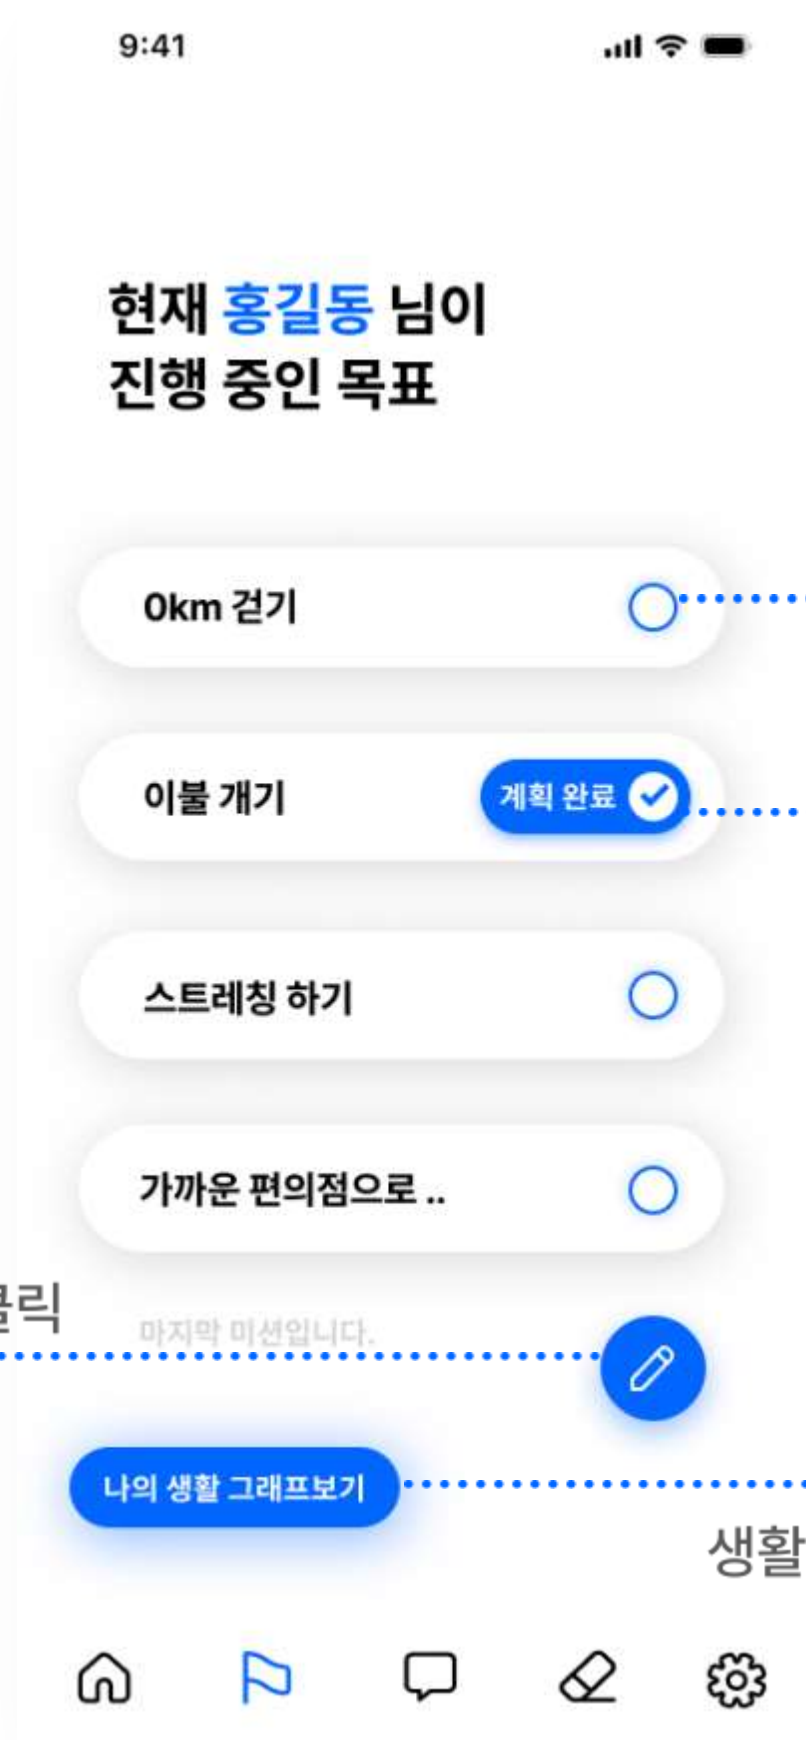 9:41
현재 홍길동 님이
진행 중인 목표
0km 걷기
이불 개기
계획 완료
스트레칭 하기
가까운 편의점으로 ..
클릭
마지막 미션입니다.
나의 생활 그래프보기
생활